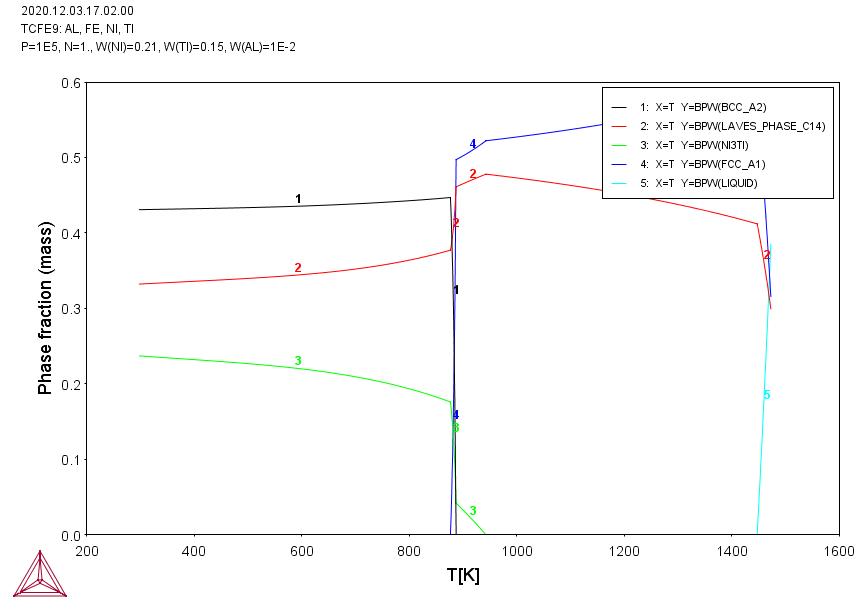 2020.12.03.17.02.00
TCFE9: AL, FE, NI, TI
P=1E5, N=1., W(NI)=0.21, W(TI)=0.15, W(AL)=1E-2
0.6
1: X=T Y=BPW(BCC_A2)
2: X=T Y=BPW(LAVES_PHASE_C14)
3: X=T Y=BPW(NI3TI)
4: X=T Y=BPW(FCC_A1)
5: X=T Y=BPW(LIQUID)
4
0.5
2
1
2
0.4
2
2
Phase fraction (mass)
1
0.3
3
5
4
3
0.2
0.1
3
0.0
200 400 600 800 1000 1200 1400 1600
T[K]